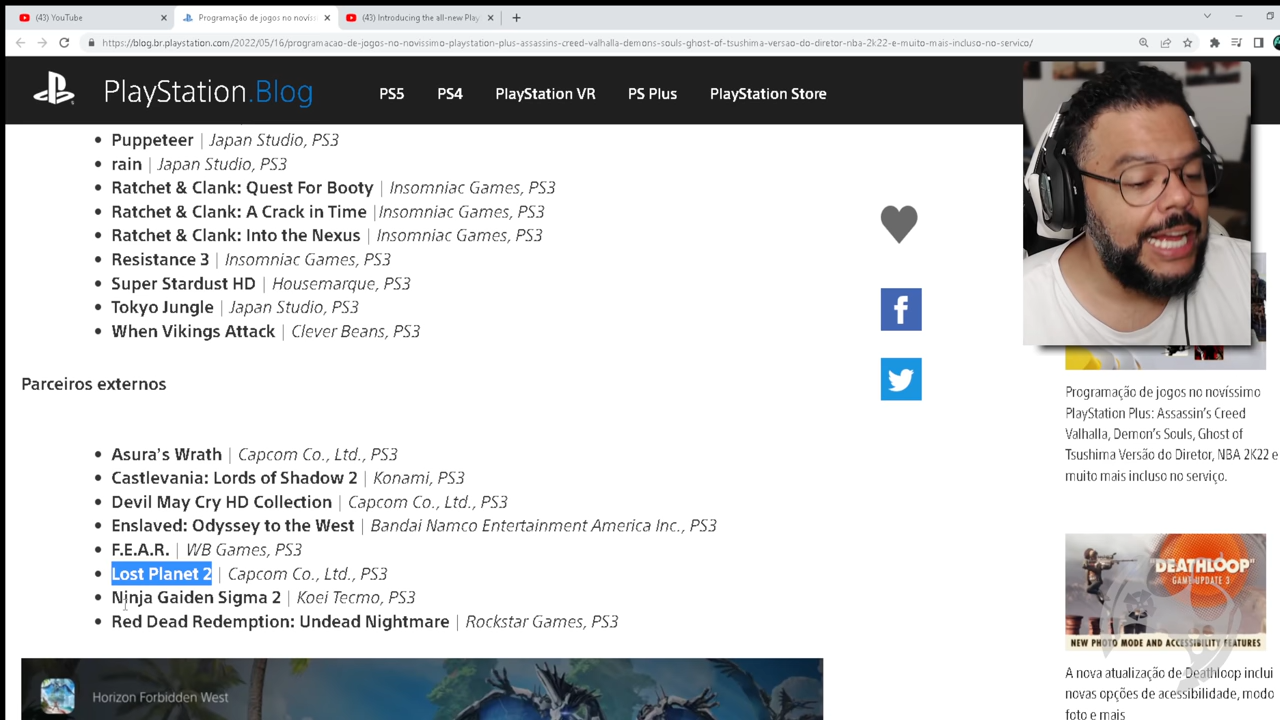 (43) YouTube
Programação de jogos no novíss
(43) Introducing the all-new Play
https://blog.br.playstation.com/2022/05/16/programacao-de-jogos-no-novissimo-playstation-plus-assassins-creed-valhalla-demons-souls-ghost-of-tsushima-versao-do-diretor-nba-2k22-e-muito-mais-incluso-no-servico/
PlayStation.Blog
PS5
PS4
PlayStation VR
PS Plus
PlayStation Store
Puppeteer | Japan Studio, PS3
rain | Japan Studio, PS3
Ratchet & Clank: Quest For Booty | Insomniac Games, PS3
Ratchet & Clank: A Crack in Time |Insomniac Games, PS3
Ratchet & Clank: Into the Nexus | Insomniac Games, PS3
Resistance 3 | Insomniac Games, PS3
Super Stardust HD | Housemarque, PS3
Tokyo Jungle | Japan Studio, PS3
When Vikings Attack | Clever Beans, PS3
Parceiros externos
Asura's Wrath | Capcom Co., Ltd., PS3
Castlevania: Lords of Shadow 2 | Konami, PS3
Devil May Cry HD Collection | Capcom Co., Ltd., PS3
Enslaved: Odyssey to the West | Bandai Namco Entertainment America Inc., PS3
F.E.A.R. | WB Games, PS3
Lost Planet 2 | Capcom Co., Ltd., PS3
Ninja Gaiden Sigma 2 | Koei Tecmo, PS3
Red Dead Redemption: Undead Nightmare | Rockstar Games, PS3
Horizon Forbidden West
Programação de jogos no novíssimo
PlayStation Plus: Assassin's Creed
Valhalla, Demon's Souls, Ghost of
Tsushima Versão do Diretor, NBA 2K22 e
muito mais incluso no serviço.
DEATHLOOP
GAME UPDATE 3
NEW PHOTO MODE AND ACCESSIBILITY FEATURES
A nova atualização de Deathloop inclui
novas opções de acessibilidade, modo
foto e mais